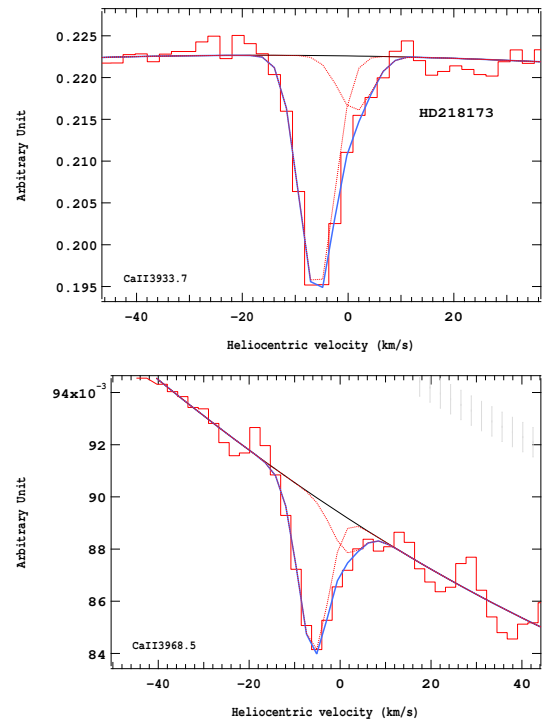 0.225
0.220
0.215
0.210
0.205
0.200
0.195
Arbitrary Unit
HD218173
CaII3933.7
-40 -20 0 20
Heliocentric velocity (km/s)
94x10⁻³
92
90
88
86
84
Arbitrary Unit
CaII3968.5
-40 -20 0 20 40
Heliocentric velocity (km/s)